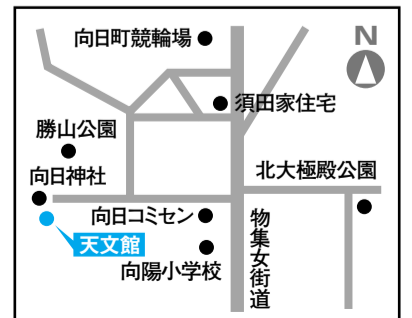 向日町競輪場
N
須田家住宅
勝山公園
向日神社
北大極殿公園
向日コミセン
天文館
向陽小学校
物集女街道